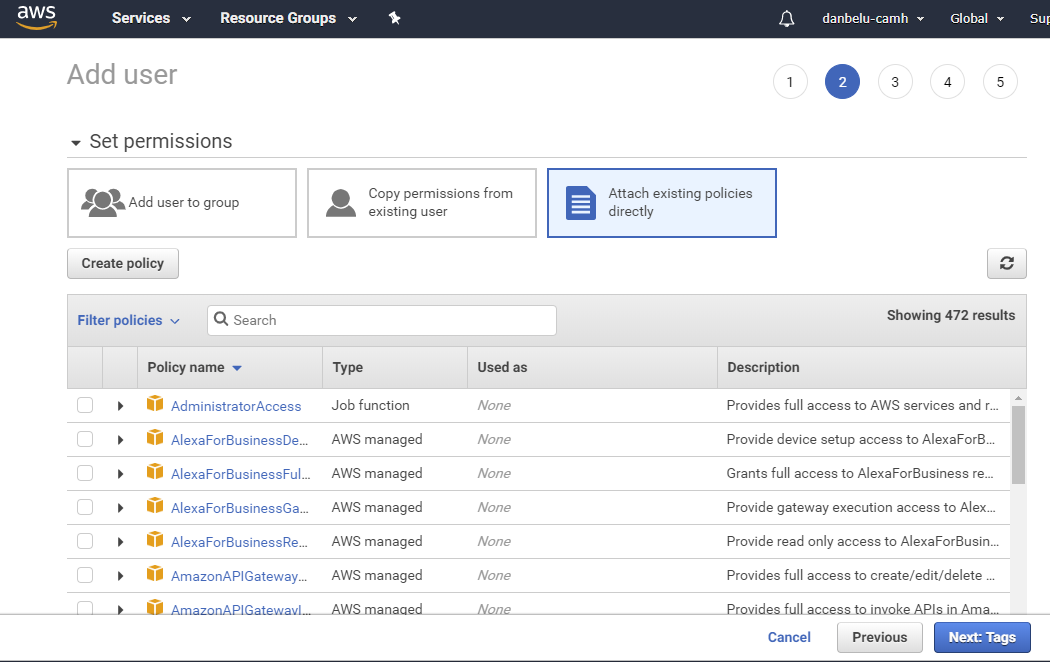 aws Services Resource Groups danbelu-camh Global Sup
Add user
1 2 3 4 5
Set permissions
Add user to group
Copy permissions from
existing user
Attach existing policies
directly
Create policy
Filter policies Search Showing 472 results
Policy name Type Used as Description
AdministratorAccess Job function None Provides full access to AWS services and r...
AlexaForBusinessDe... AWS managed None Provide device setup access to AlexaForB...
AlexaForBusinessFul... AWS managed None Grants full access to AlexaForBusiness re...
AlexaForBusinessGa... AWS managed None Provide gateway execution access to Alex...
AlexaForBusinessRe... AWS managed None Provide read only access to AlexaForBusin...
AmazonAPIGateway... AWS managed None Provides full access to create/edit/delete ...
AmazonAPIGatewayI... AWS managed None Provides full access to invoke APIs in Ama...
Cancel Previous Next: Tags